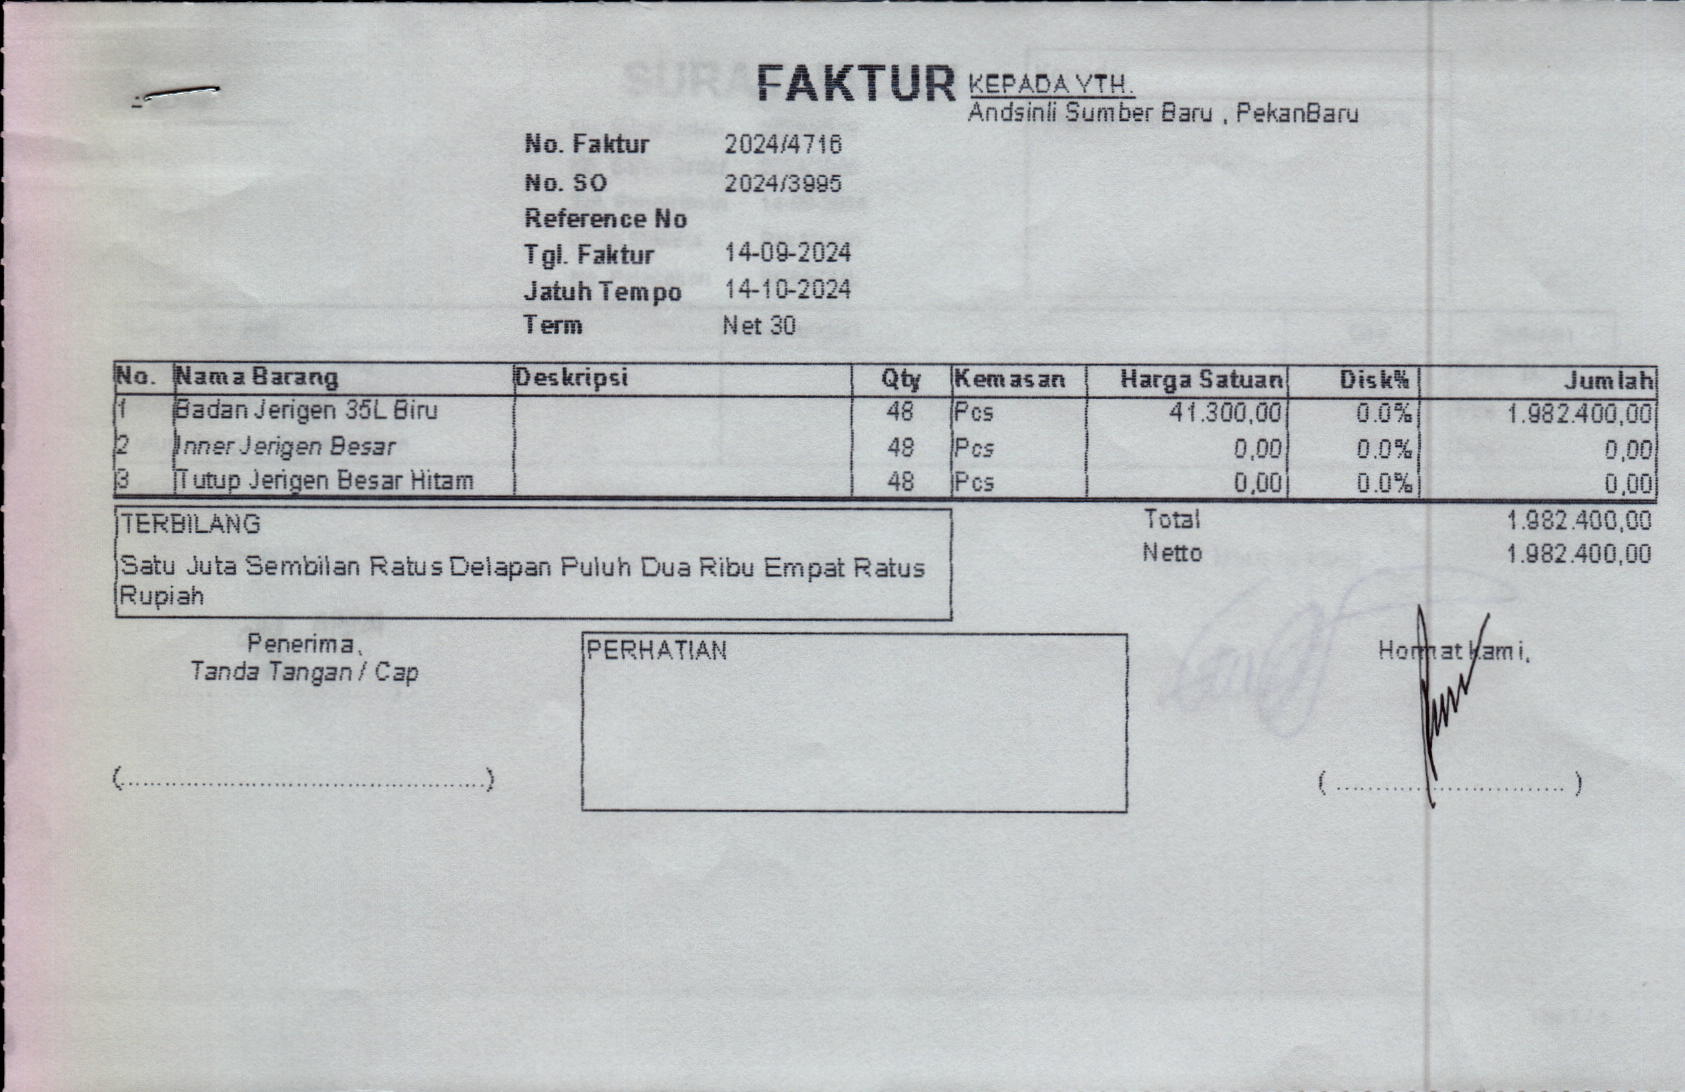 FAKTUR
KEPADA YTH.
Andsinli Sumber Baru , PekanBaru
No. Faktur 2024/4716
No. SO 2024/3995
Reference No
Tgl. Faktur 14-09-2024
Jatuh Tempo 14-10-2024
Term Net 30
No. Nama Barang Deskripsi Qty Kemasan Harga Satuan Disk% Jumlah
1 Badan Jerigen 35L Biru 48 Pcs 41.300,00 0.0% 1.982.400,00
2 Inner Jerigen Besar 48 Pcs 0,00 0.0% 0,00
3 Tutup Jerigen Besar Hitam 48 Pcs 0,00 0.0% 0,00
TERBILANG
Satu Juta Sembilan Ratus Delapan Puluh Dua Ribu Empat Ratus
Rupiah
Total 1.982.400,00
Netto 1.982.400,00
Penerima,
Tanda Tangan / Cap
PERHATIAN
Hormat Kami,
(................................................)
( .............................. )